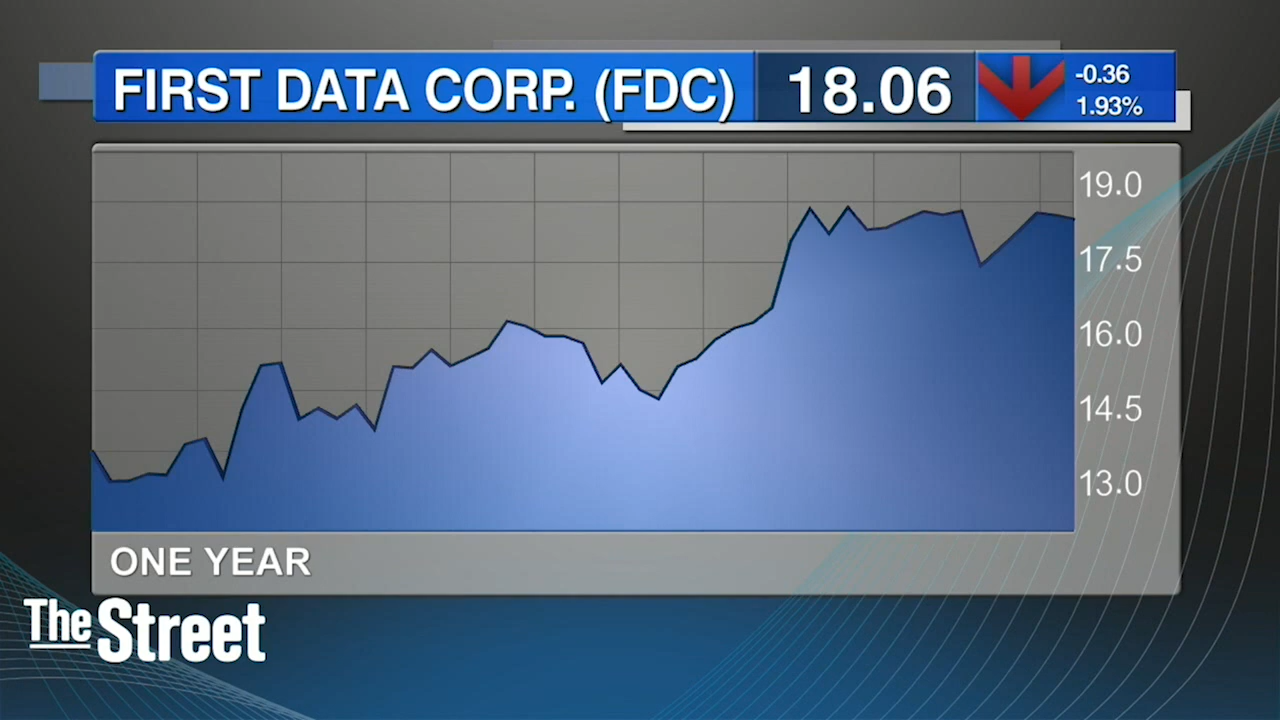 FIRST DATA CORP. (FDC) 18.06 -0.36
1.93%
19.0
17.5
16.0
14.5
13.0
ONE YEAR
The Street